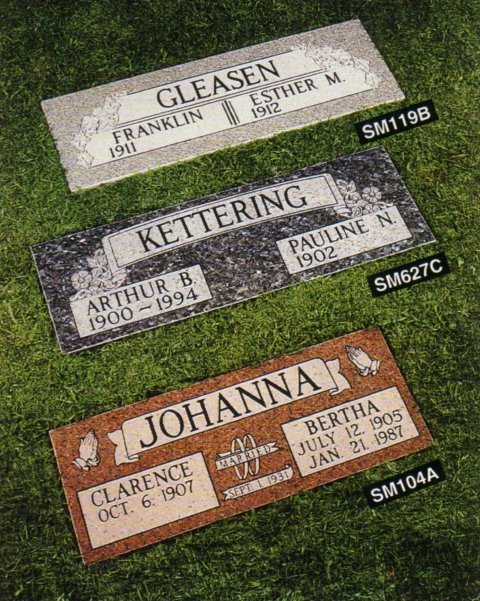 GLEASEN
FRANKLIN
1911
ESTHER M.
1912
SM119B
KETTERING
ARTHUR B.
1900 ~ 1994
PAULINE N.
1902
SM627C
JOHANNA
CLARENCE
OCT. 6. 1907
MARRIED
SEPT. 1. 1931
BERTHA
JULY 12, 1905
JAN. 21, 1987
SM104A